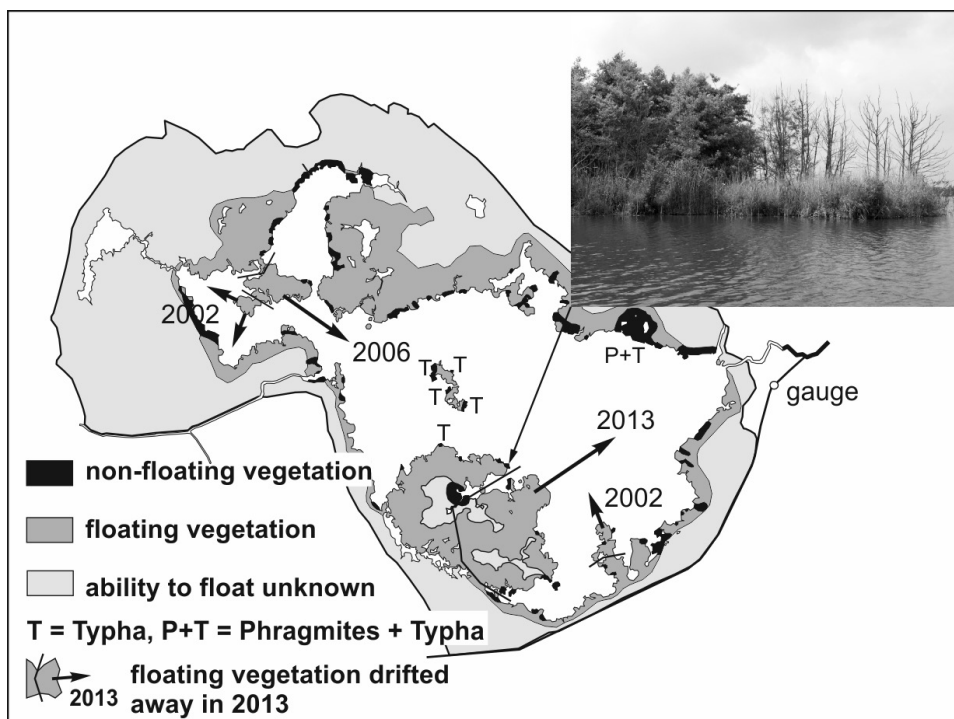 2002
2006
T
T
T
T
T
P+T
gauge
2013
2002
non-floating vegetation
floating vegetation
ability to float unknown
T = Typha, P+T = Phragmites + Typha
2013
floating vegetation drifted
away in 2013